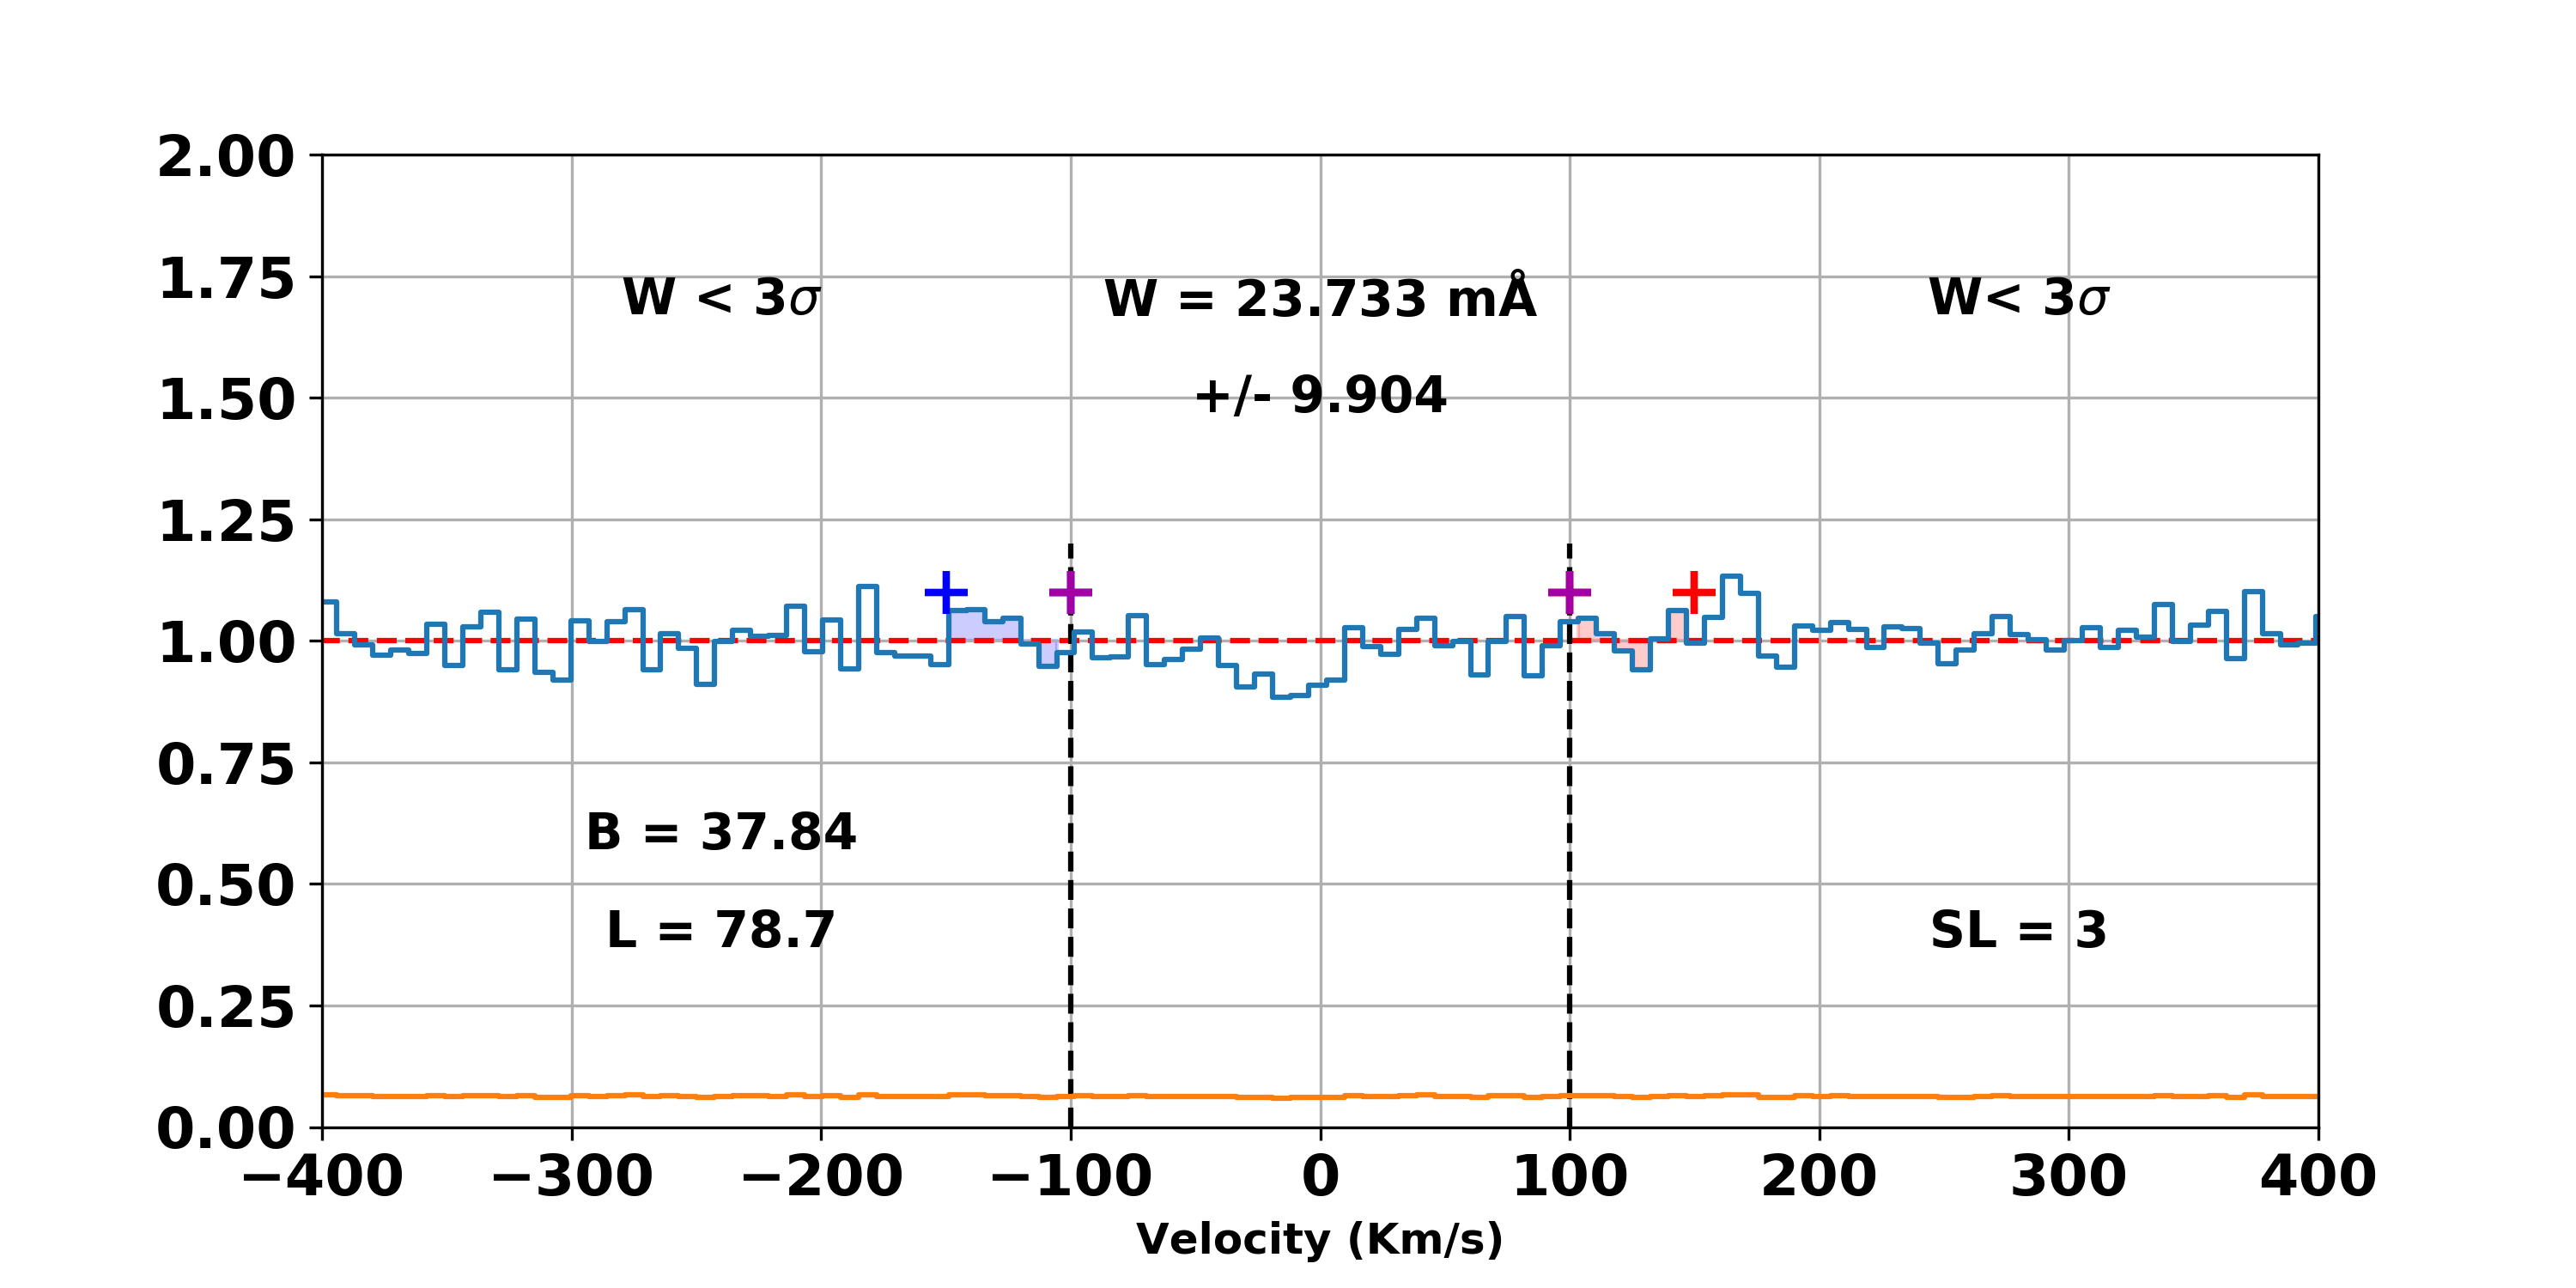 2.00
1.75
W < 3σ W = 23.733 mÅ W< 3σ
+/- 9.904
1.50
1.25
1.00
0.75
B = 37.84
0.50
L = 78.7 SL = 3
0.25
0.00
−400 −300 −200 −100 0 100 200 300 400
Velocity (Km/s)